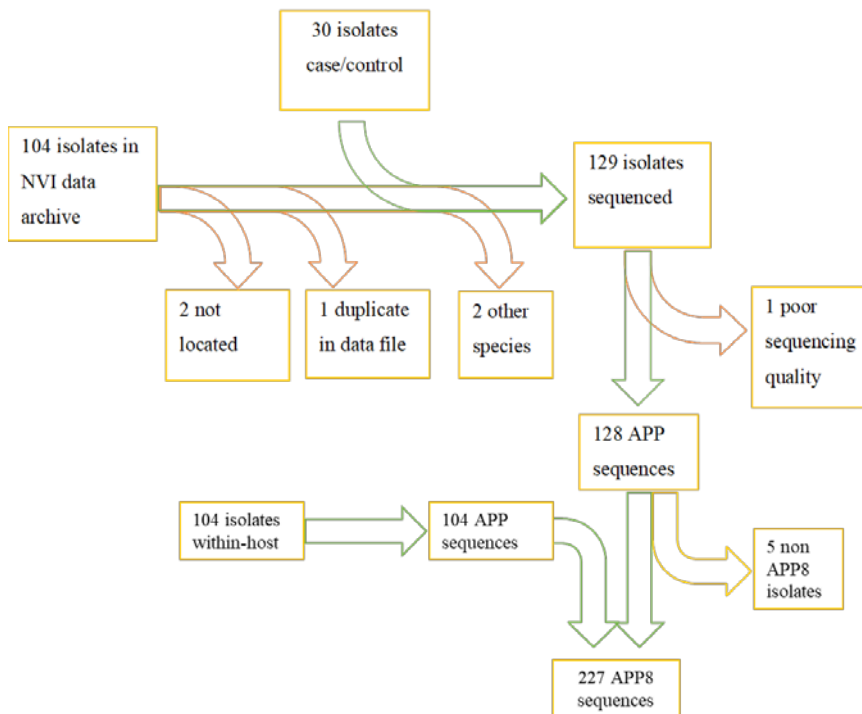 30 isolates
case/control
104 isolates in
NVI data
archive
129 isolates
sequenced
2 not
located
1 duplicate
in data file
2 other
species
1 poor
sequencing
quality
128 APP
sequences
104 isolates
within-host
104 APP
sequences
5 non
APP8
isolates
227 APP8
sequences